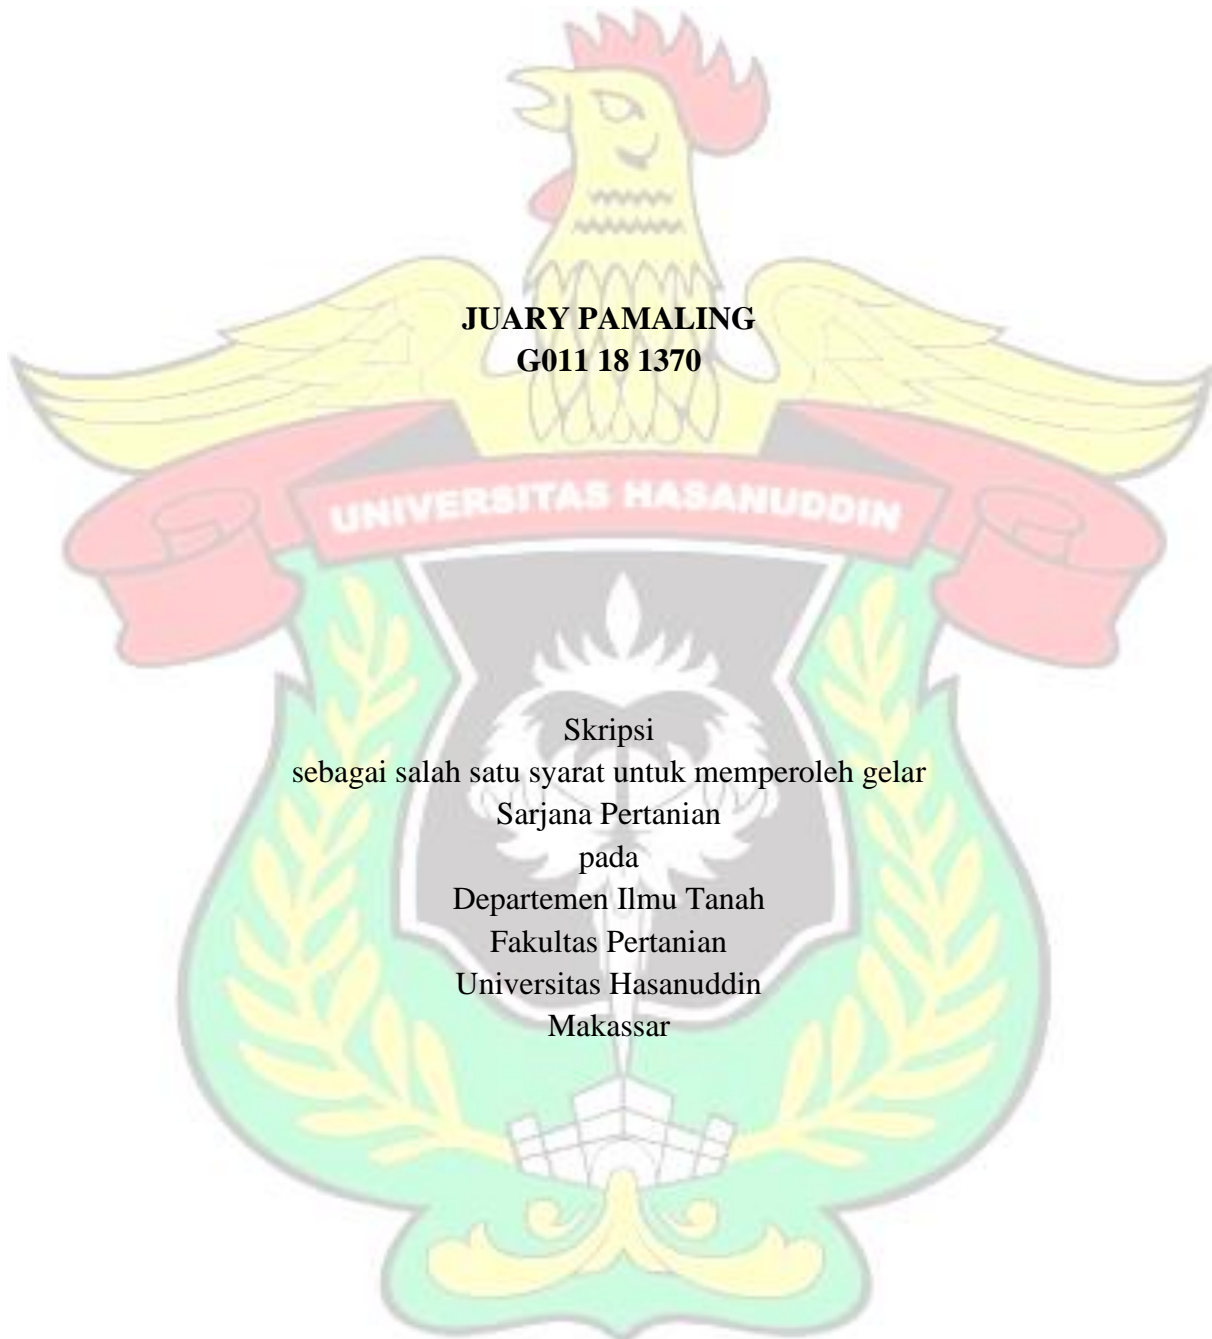 JUARY PAMALING
G011 18 1370
UNIVERSITAS HASANUDDIN
Skripsi
sebagai salah satu syarat untuk memperoleh gelar
Sarjana Pertanian
pada
Departemen Ilmu Tanah
Fakultas Pertanian
Universitas Hasanuddin
Makassar